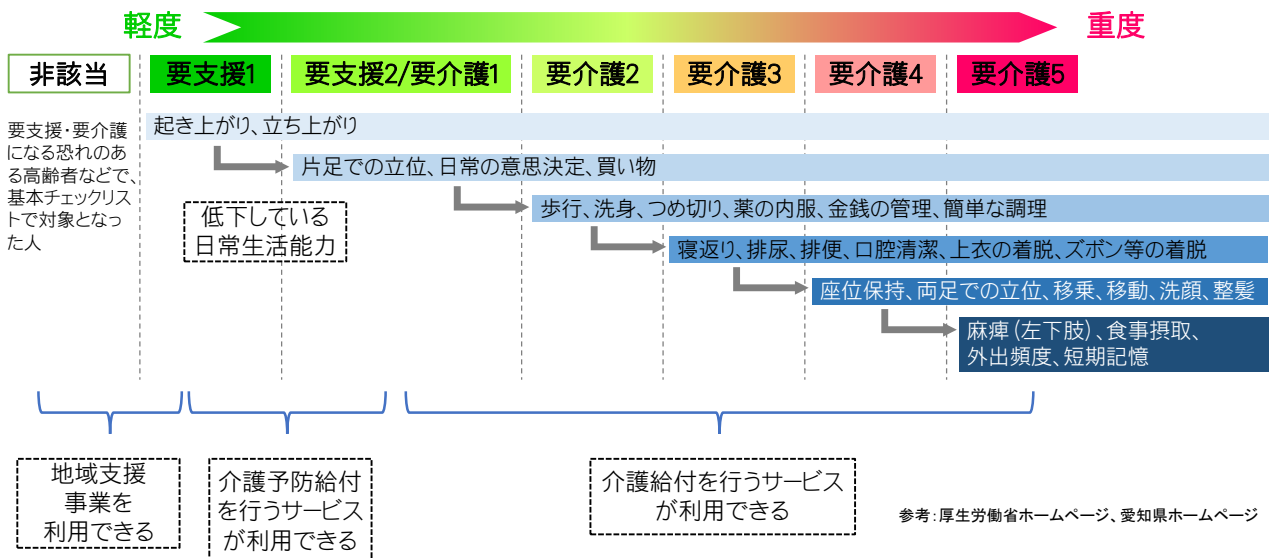 軽度
重度
非該当
要支援1
要支援2/要介護1
要介護2
要介護3
要介護4
要介護5
要支援・要介護
になる恐れのあ
る高齢者などで、
基本チェックリス
トで対象となっ
た人
起き上がり、立ち上がり
片足での立位、日常の意思決定、買い物
歩行、洗身、つめ切り、薬の内服、金銭の管理、簡単な調理
寝返り、排尿、排便、口腔清潔、上衣の着脱、ズボン等の着脱
座位保持、両足での立位、移乗、移動、洗顔、整髪
麻痺(左下肢)、食事摂取、
外出頻度、短期記憶
低下している
日常生活能力
地域支援
事業を
利用できる
介護予防給付
を行うサービス
が利用できる
介護給付を行うサービス
が利用できる
参考:厚生労働省ホームページ、愛知県ホームページ